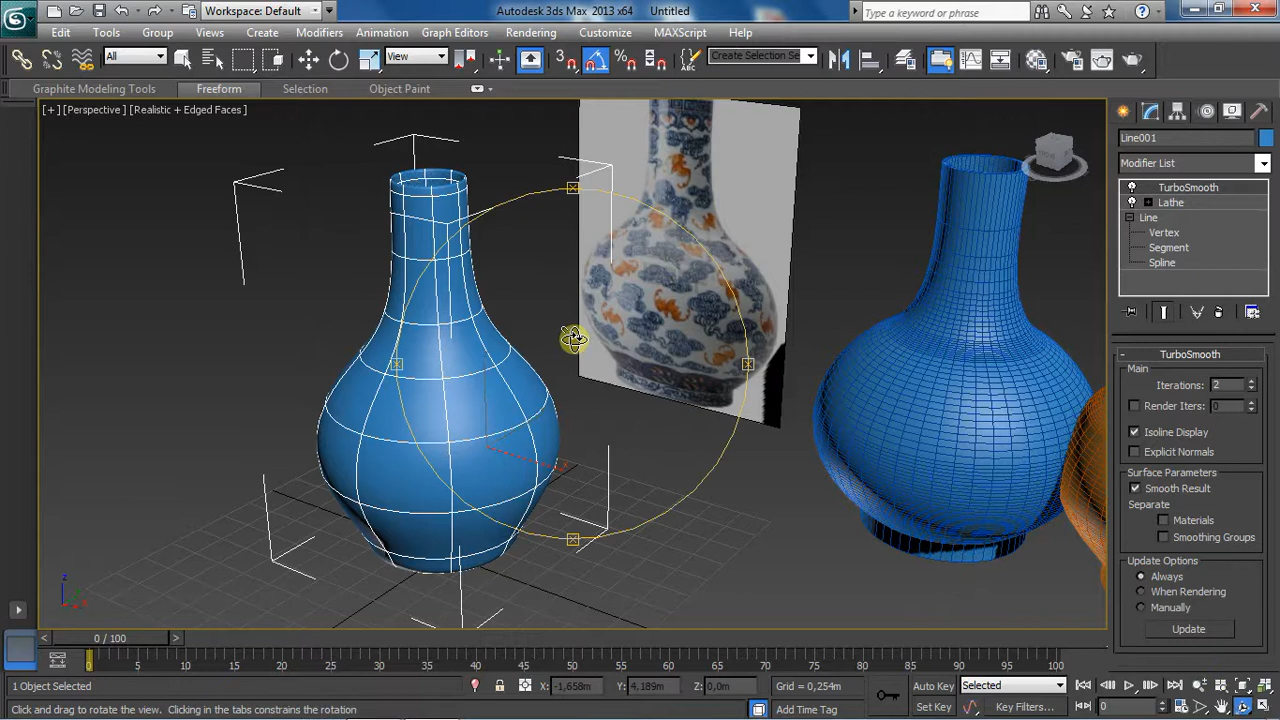 Workspace: Default
Autodesk 3ds Max 2013 x64 Untitled
Type a keyword or phrase
Edit Tools Group Views Create Modifiers Animation Graph Editors Rendering Customize MAXScript Help
All
View
3
Create Selection Se
Graphite Modeling Tools Freeform Selection Object Paint
[+] [Perspective] [Realistic + Edged Faces]
Line001
Modifier List
TurboSmooth
Lathe
Line
Vertex
Segment
Spline
TurboSmooth
Main
Iterations: 2
Render Iters: 0
Isoline Display
Explicit Normals
Surface Parameters
Smooth Result
Separate
Materials
Smoothing Groups
Update Options
Always
When Rendering
Manually
Update
z
x
0 / 100
0 5 10 15 20 25 30 35 40 45 50 55 60 65 70 75 80 85 90 95 100
1 Object Selected
X: -1,658m Y: 4,189m Z: 0,0m Grid = 0,254m
Auto Key Selected
Click and drag to rotate the view. Clicking in the tabs constrains the rotation
Add Time Tag
Set Key Key Filters... 0